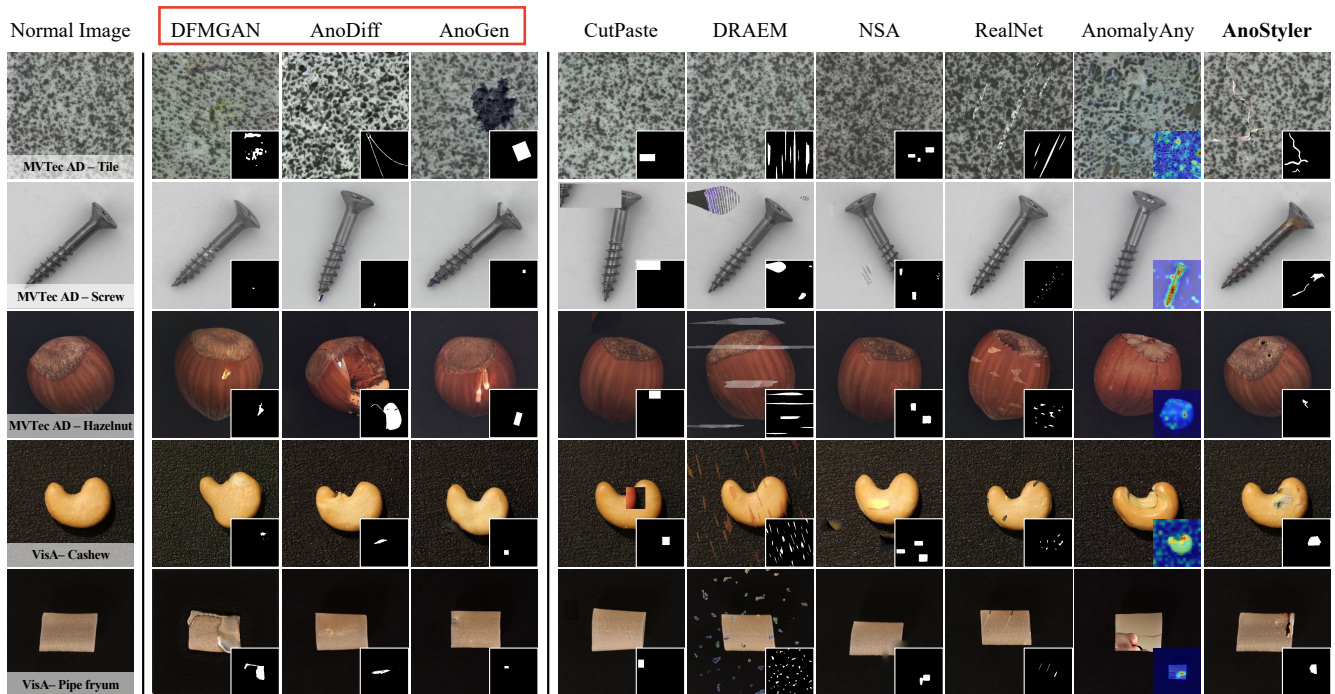 Normal Image DFMGAN AnoDiff AnoGen CutPaste DRAEM NSA RealNet AnomalyAny AnoStyler
MVTec AD – Tile
MVTec AD – Screw
MVTec AD – Hazelnut
VisA– Cashew
VisA– Pipe fryum